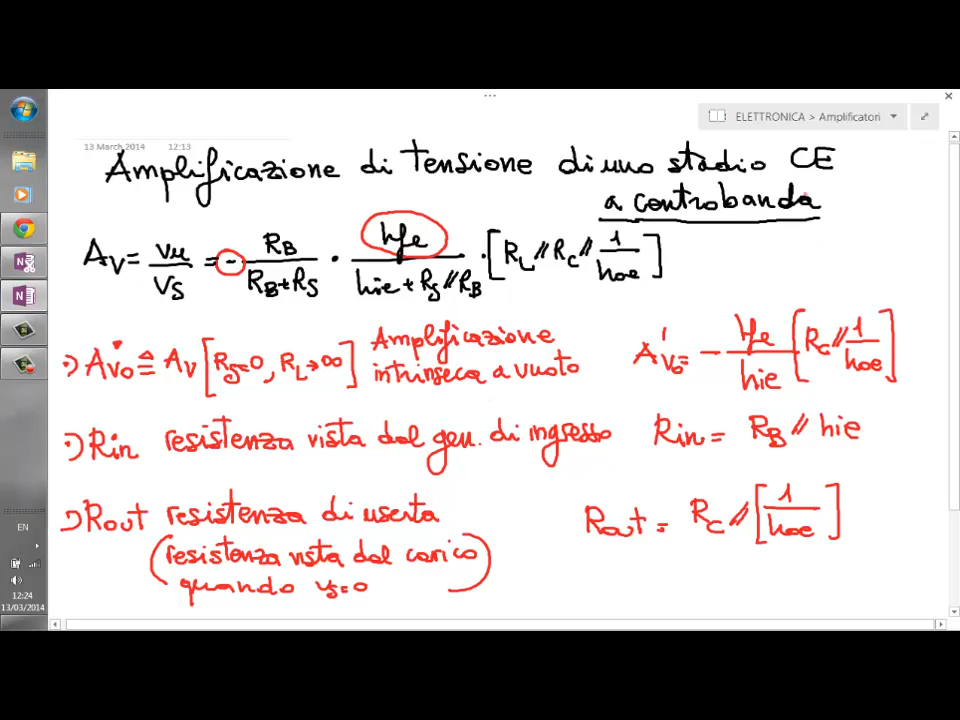 ELETTRONICA > Amplificatori
13 March 2014 12:13
Amplificazione di tensione di uno stadio CE
a controbanda
Av = vu/vs = - RB/(RB+RS) · hfe/(hie + RS//RB) · [RL // RC // 1/hoe]
·) Av'o ≜ Av [RS=0, RL→∞] Amplificazione intrinseca a vuoto A'vo = - hfe/hie [RC // 1/hoe]
·) Rin resistenza vista dal gen. di ingresso Rin = RB // hie
·) Rout resistenza di uscita Rout = RC // [1/hoe]
(resistenza vista dal carico
quando vs=0)
EN
12:24
13/03/2014